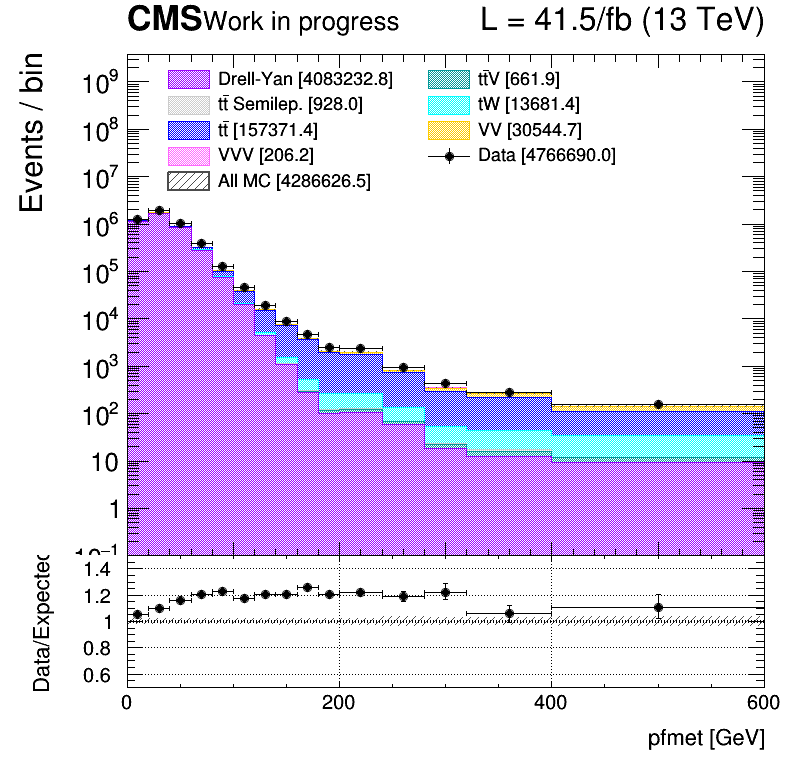 CMS Work in progress L = 41.5/fb (13 TeV)
Events / bin
Drell-Yan [4083232.8] tt̄V [661.9]
tt̄ Semilep. [928.0] tW [13681.4]
tt̄ [157371.4] VV [30544.7]
VVV [206.2] Data [4766690.0]
All MC [4286626.5]
10⁹
10⁸
10⁷
10⁶
10⁵
10⁴
10³
10²
10
1
10⁻¹
Data/Expected
1.4
1.2
1
0.8
0.6
0 200 400 600
pfmet [GeV]